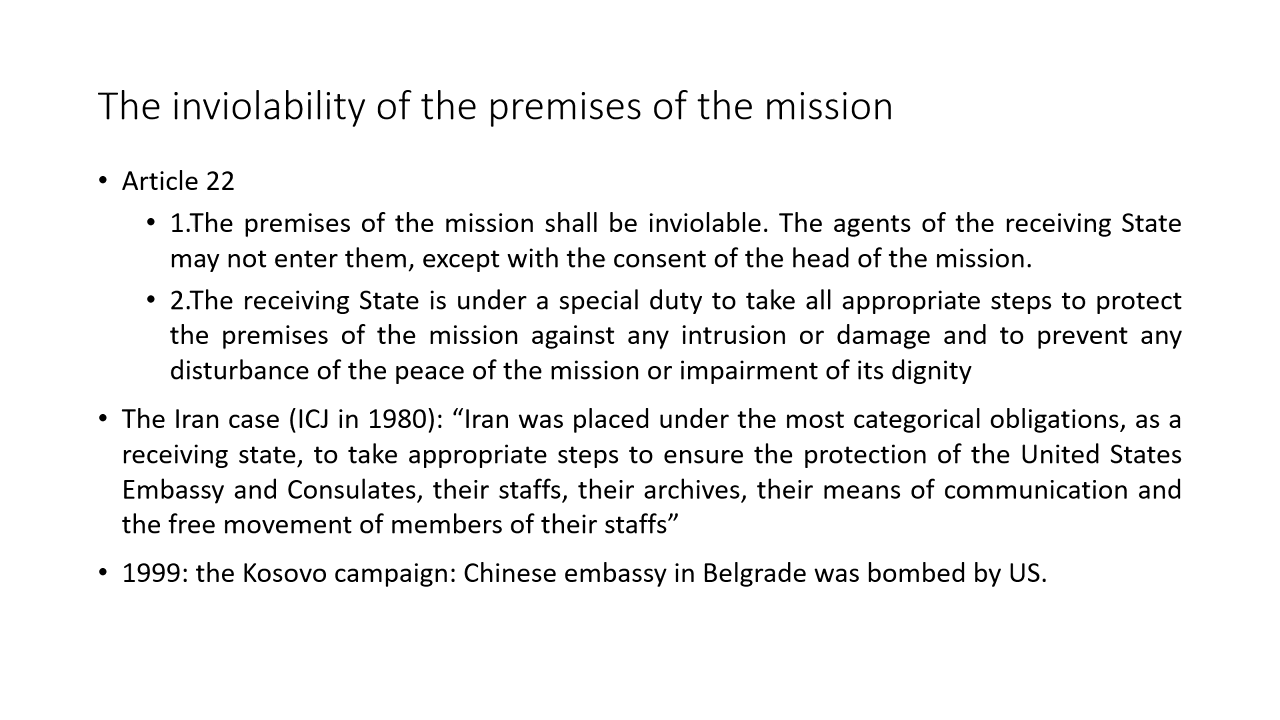 The inviolability of the premises of the mission
• Article 22
• 1.The premises of the mission shall be inviolable. The agents of the receiving State
may not enter them, except with the consent of the head of the mission.
• 2.The receiving State is under a special duty to take all appropriate steps to protect
the premises of the mission against any intrusion or damage and to prevent any
disturbance of the peace of the mission or impairment of its dignity
• The Iran case (ICJ in 1980): “Iran was placed under the most categorical obligations, as a
receiving state, to take appropriate steps to ensure the protection of the United States
Embassy and Consulates, their staffs, their archives, their means of communication and
the free movement of members of their staffs”
• 1999: the Kosovo campaign: Chinese embassy in Belgrade was bombed by US.